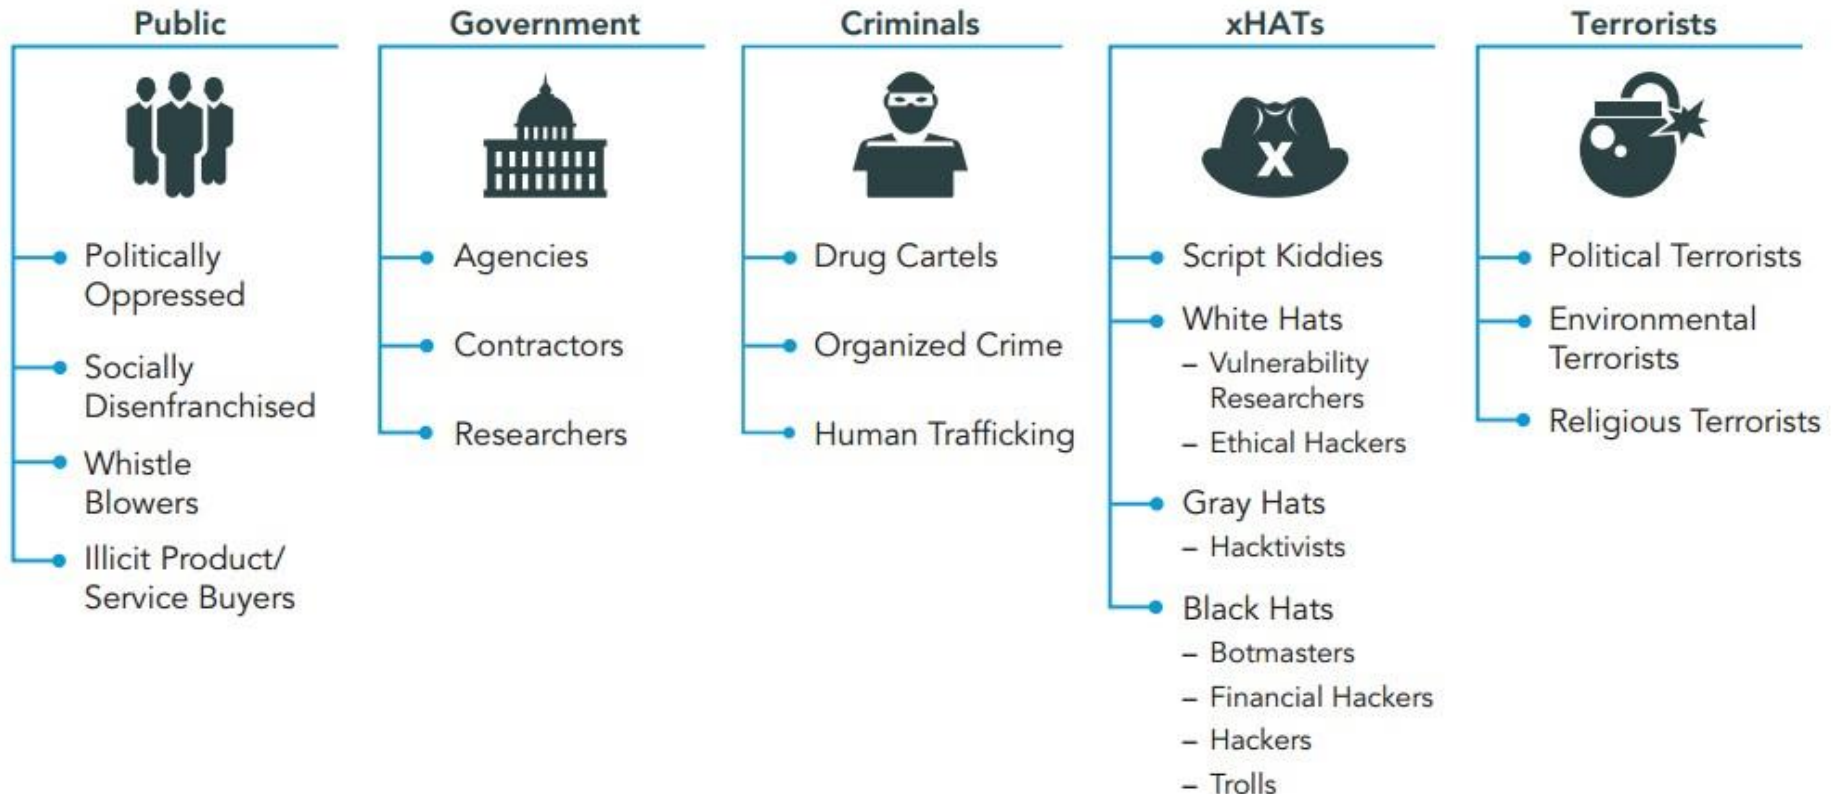 Public
Politically
Oppressed
Socially
Disenfranchised
Whistle
Blowers
Illicit Product/
Service Buyers
Government
Agencies
Contractors
Researchers
Criminals
Drug Cartels
Organized Crime
Human Trafficking
xHATs
X
Script Kiddies
White Hats
– Vulnerability
Researchers
– Ethical Hackers
Gray Hats
– Hacktivists
Black Hats
– Botmasters
– Financial Hackers
– Hackers
– Trolls
Terrorists
Political Terrorists
Environmental
Terrorists
Religious Terrorists